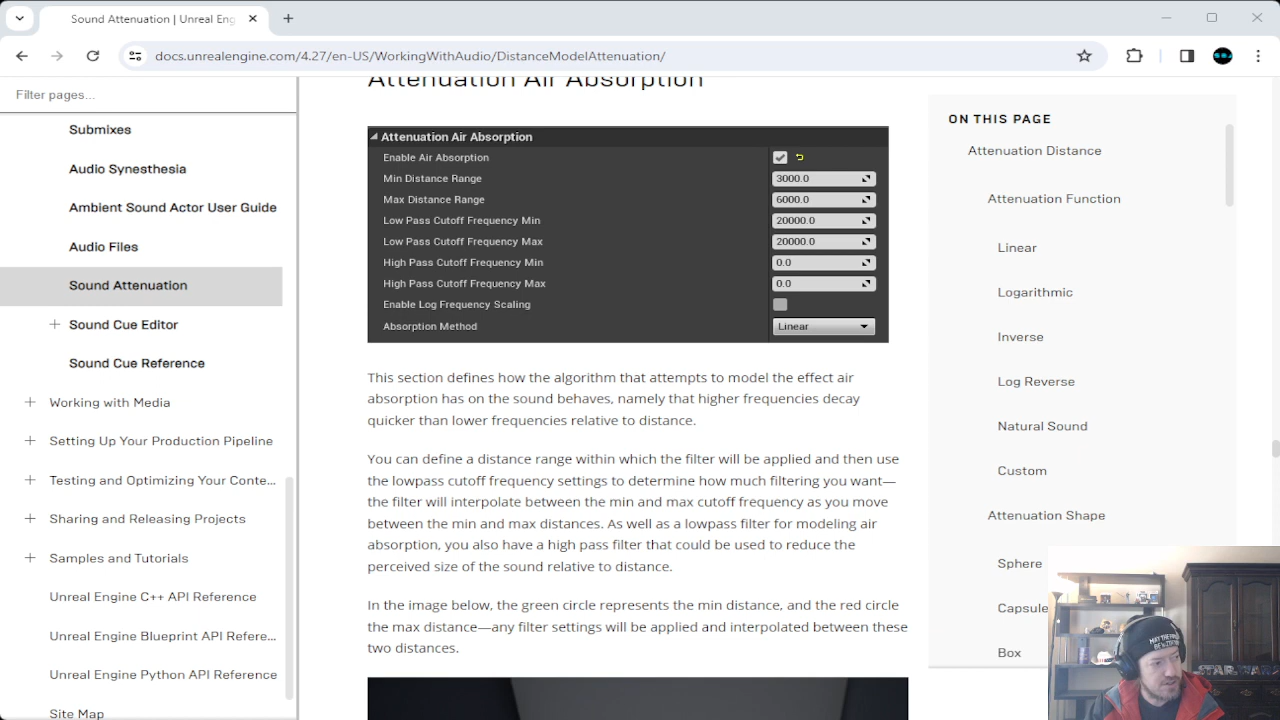 Sound Attenuation | Unreal Eng
docs.unrealengine.com/4.27/en-US/WorkingWithAudio/DistanceModelAttenuation/
Filter pages...
Submixes
Audio Synesthesia
Ambient Sound Actor User Guide
Audio Files
Sound Attenuation
Sound Cue Editor
Sound Cue Reference
Working with Media
Setting Up Your Production Pipeline
Testing and Optimizing Your Conte...
Sharing and Releasing Projects
Samples and Tutorials
Unreal Engine C++ API Reference
Unreal Engine Blueprint API Refere...
Unreal Engine Python API Reference
Site Map
Attenuation Air Absorption
Attenuation Air Absorption
Enable Air Absorption
Min Distance Range 3000.0
Max Distance Range 6000.0
Low Pass Cutoff Frequency Min 20000.0
Low Pass Cutoff Frequency Max 20000.0
High Pass Cutoff Frequency Min 0.0
High Pass Cutoff Frequency Max 0.0
Enable Log Frequency Scaling
Absorption Method Linear
This section defines how the algorithm that attempts to model the effect air
absorption has on the sound behaves, namely that higher frequencies decay
quicker than lower frequencies relative to distance.
You can define a distance range within which the filter will be applied and then use
the lowpass cutoff frequency settings to determine how much filtering you want—
the filter will interpolate between the min and max cutoff frequency as you move
between the min and max distances. As well as a lowpass filter for modeling air
absorption, you also have a high pass filter that could be used to reduce the
perceived size of the sound relative to distance.
In the image below, the green circle represents the min distance, and the red circle
the max distance—any filter settings will be applied and interpolated between these
two distances.
ON THIS PAGE
Attenuation Distance
Attenuation Function
Linear
Logarithmic
Inverse
Log Reverse
Natural Sound
Custom
Attenuation Shape
Sphere
Capsule
Box
STAR WARS